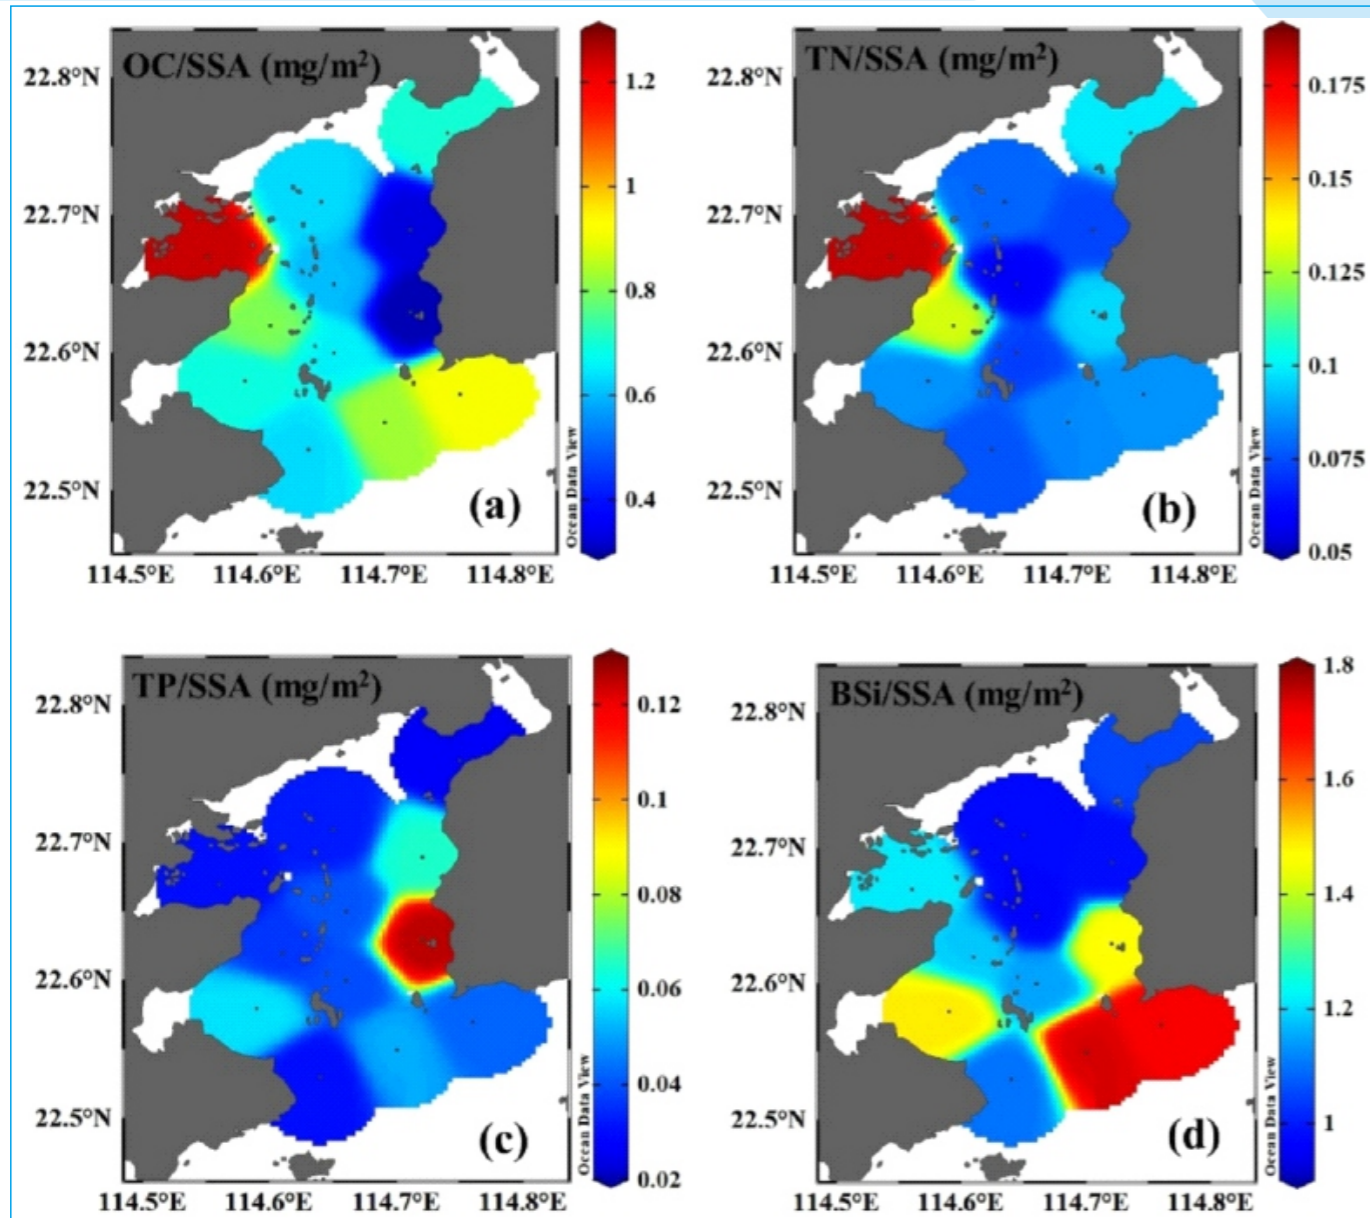 OC/SSA (mg/m²)
22.8°N
22.7°N
22.6°N
22.5°N
114.5°E 114.6°E 114.7°E 114.8°E
(a)
Ocean Data View
1.2
1
0.8
0.6
0.4
TN/SSA (mg/m²)
22.8°N
22.7°N
22.6°N
22.5°N
114.5°E 114.6°E 114.7°E 114.8°E
(b)
Ocean Data View
0.175
0.15
0.125
0.1
0.075
0.05
TP/SSA (mg/m²)
22.8°N
22.7°N
22.6°N
22.5°N
114.5°E 114.6°E 114.7°E 114.8°E
(c)
Ocean Data View
0.12
0.1
0.08
0.06
0.04
0.02
BSi/SSA (mg/m²)
22.8°N
22.7°N
22.6°N
22.5°N
114.5°E 114.6°E 114.7°E 114.8°E
(d)
Ocean Data View
1.8
1.6
1.4
1.2
1